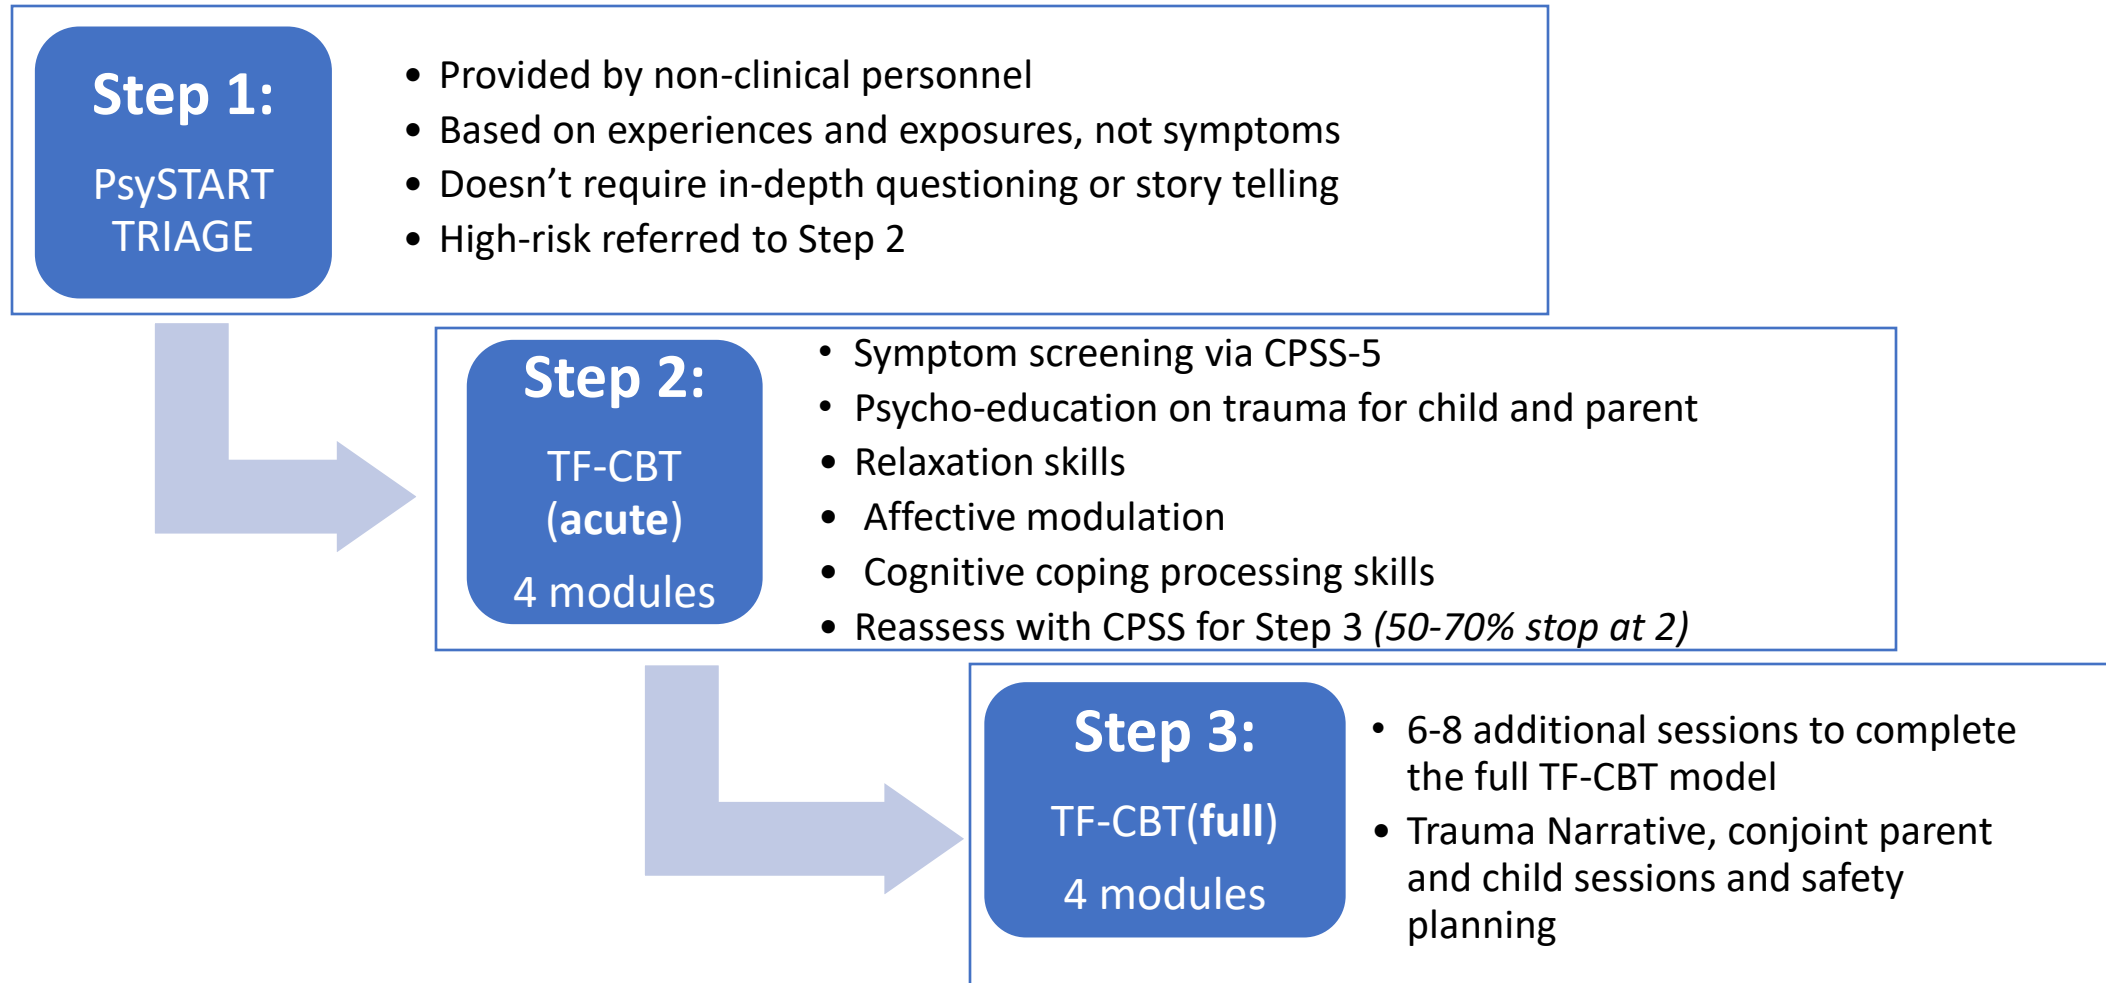 Step 1:
PsySTART
TRIAGE
• Provided by non-clinical personnel
• Based on experiences and exposures, not symptoms
• Doesn’t require in-depth questioning or story telling
• High-risk referred to Step 2
Step 2:
TF-CBT
(acute)
4 modules
• Symptom screening via CPSS-5
• Psycho-education on trauma for child and parent
• Relaxation skills
• Affective modulation
• Cognitive coping processing skills
• Reassess with CPSS for Step 3 (50-70% stop at 2)
Step 3:
TF-CBT(full)
4 modules
• 6-8 additional sessions to complete
the full TF-CBT model
• Trauma Narrative, conjoint parent
and child sessions and safety
planning